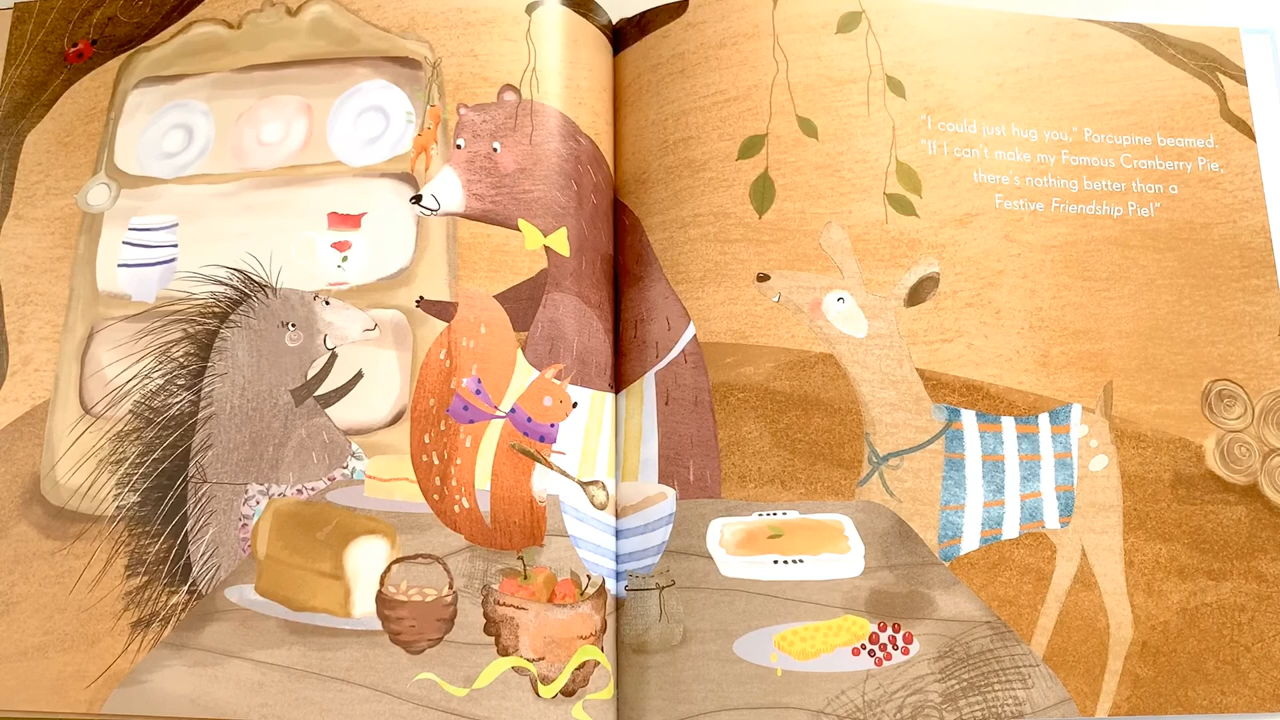 "I could just hug you," Porcupine beamed.
"If I can't make my Famous Cranberry Pie,
there's nothing better than a
Festive Friendship Pie!"